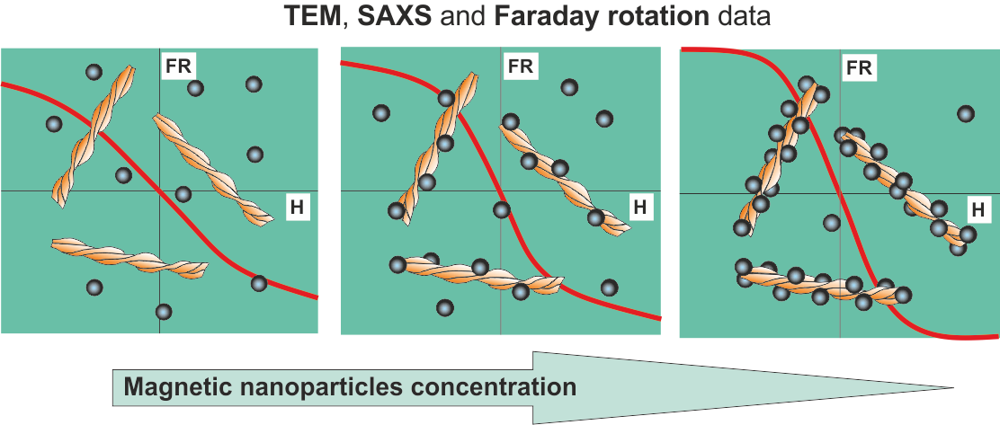 TEM, SAXS and Faraday rotation data
FR
FR
FR
H
H
H
Magnetic nanoparticles concentration